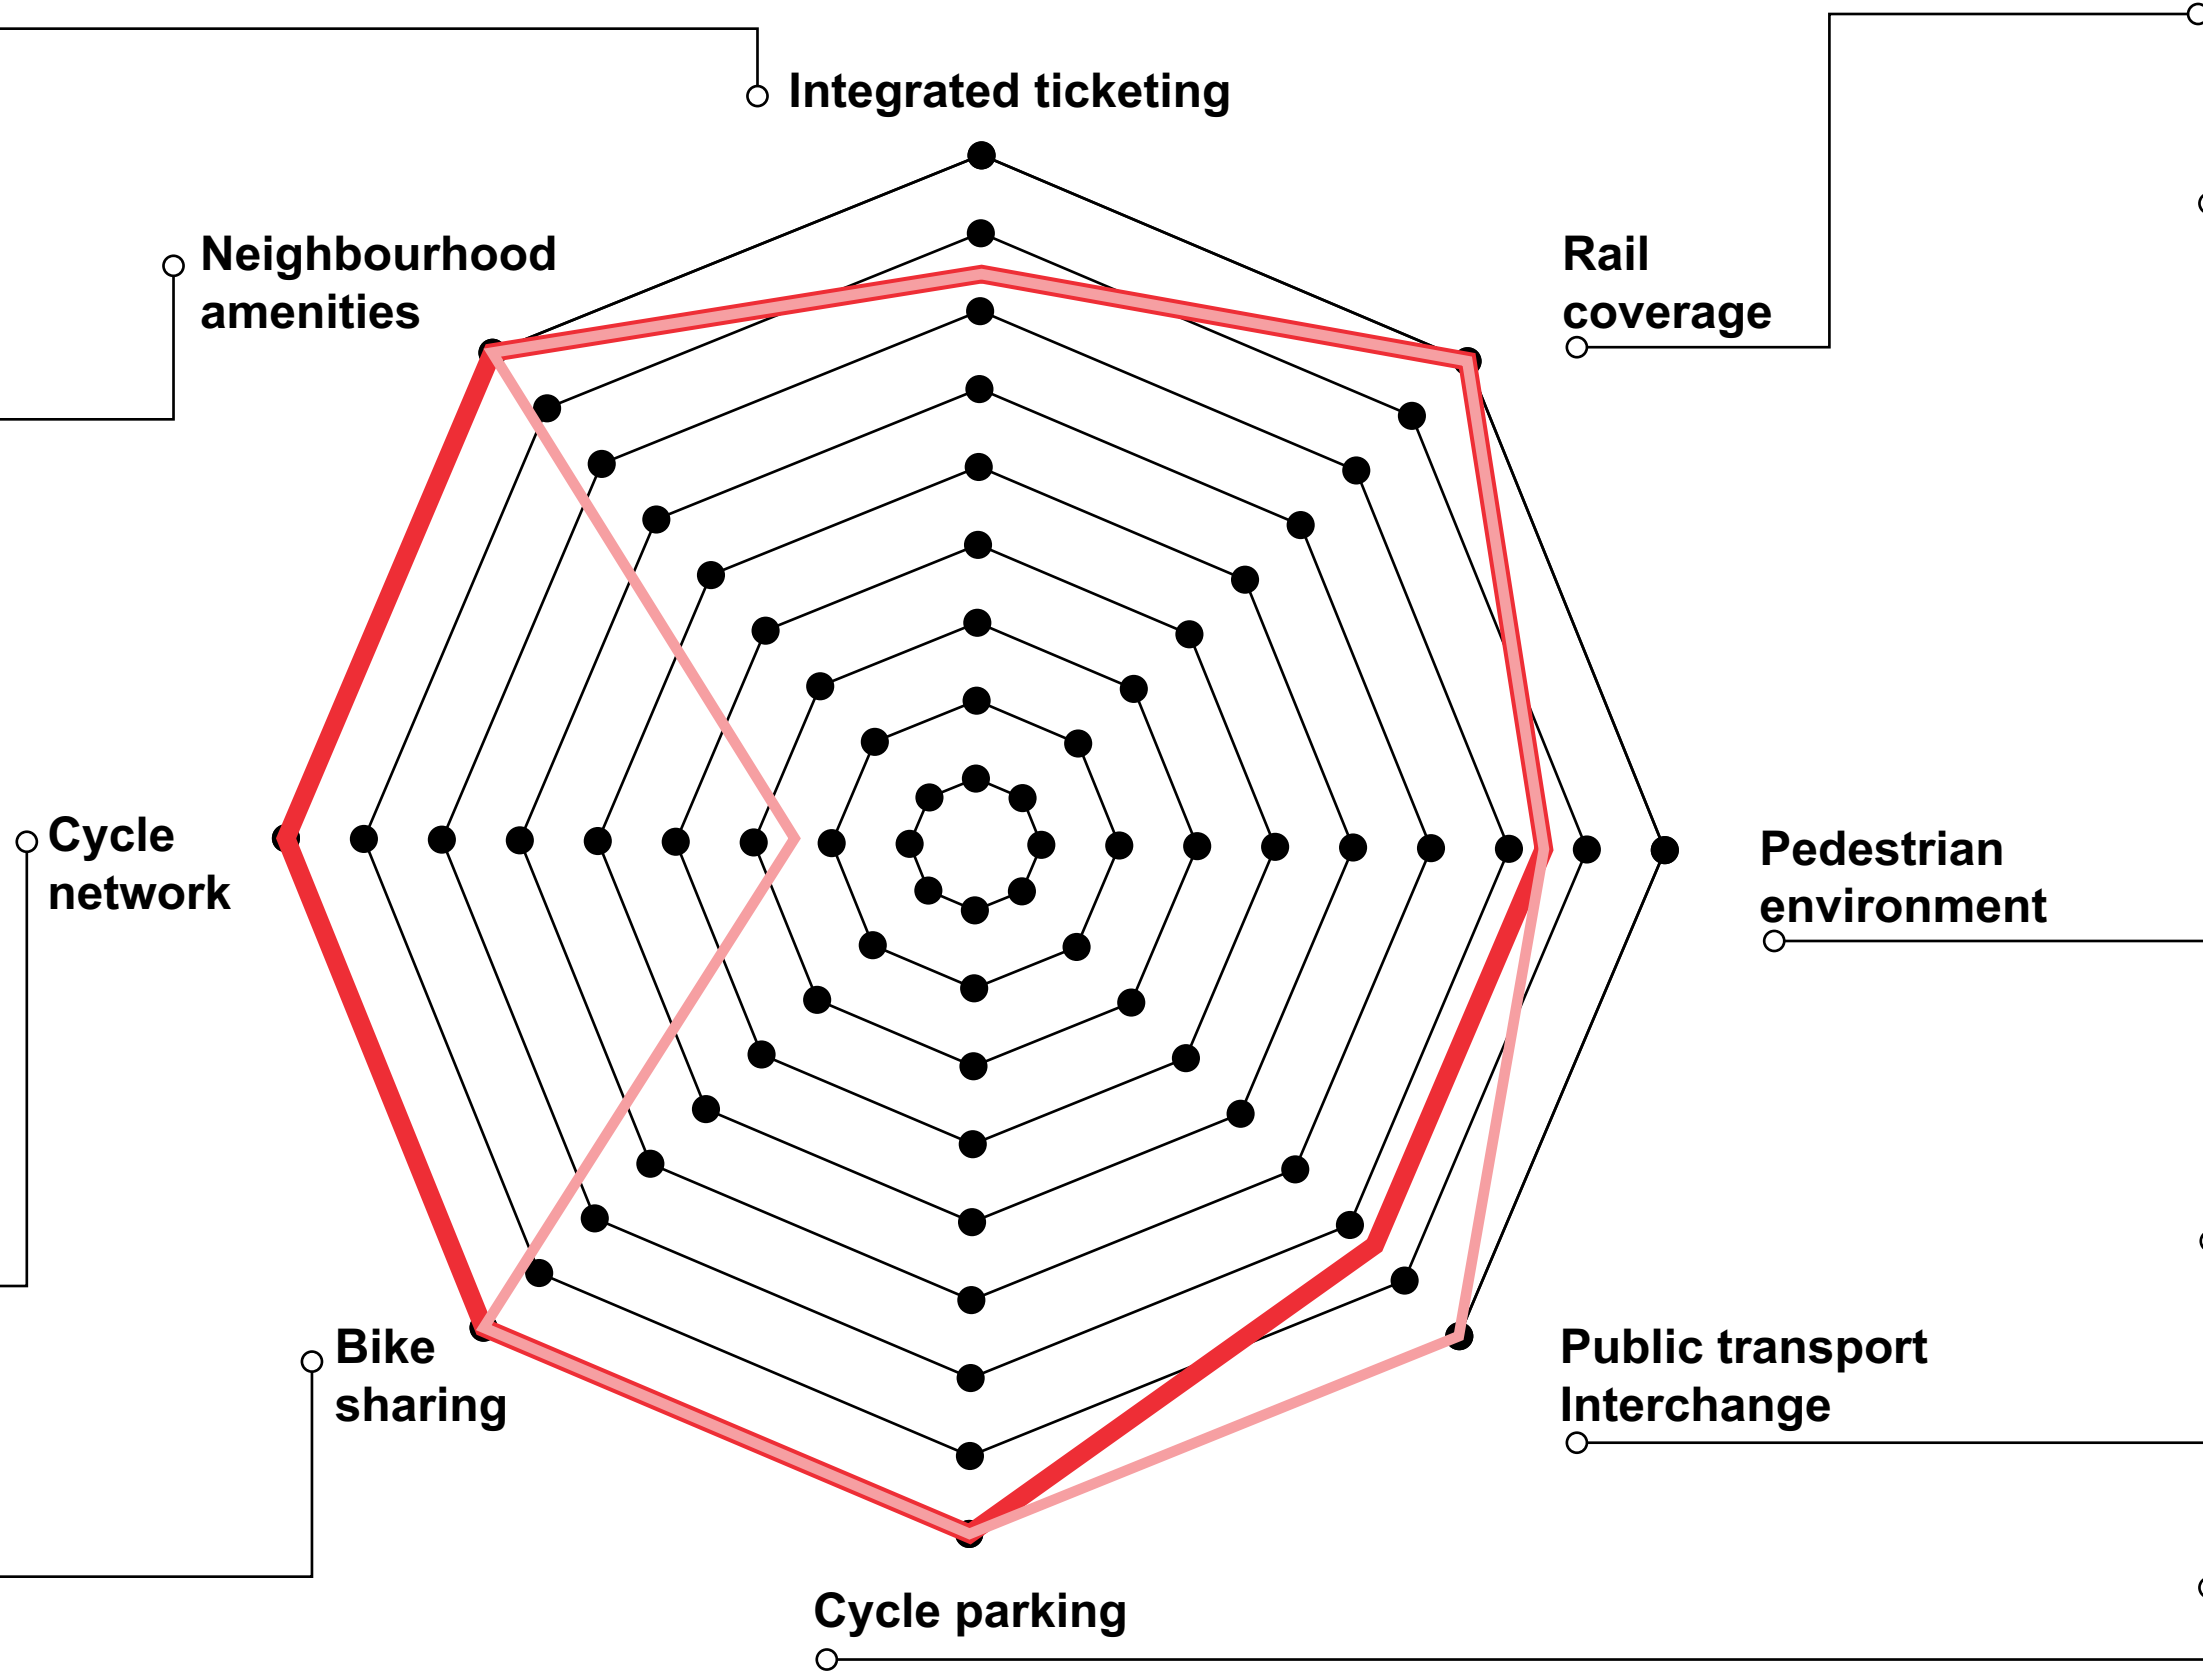 Integrated ticketing
Neighbourhood
amenities
Rail
coverage
Cycle
network
Pedestrian
environment
Bike
sharing
Public transport
Interchange
Cycle parking